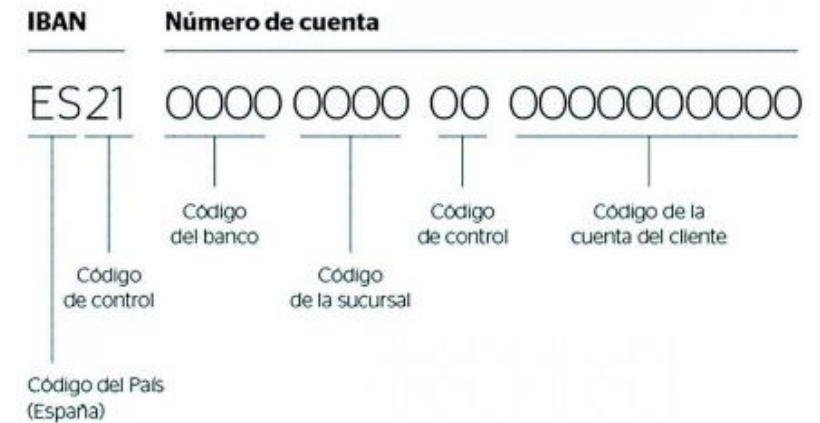 IBAN Número de cuenta
ES21 0000 0000 00 0000000000
Código
del banco
Código
de control
Código de la
cuenta del cliente
Código
de control
Código
de la sucursal
Código del País
(España)